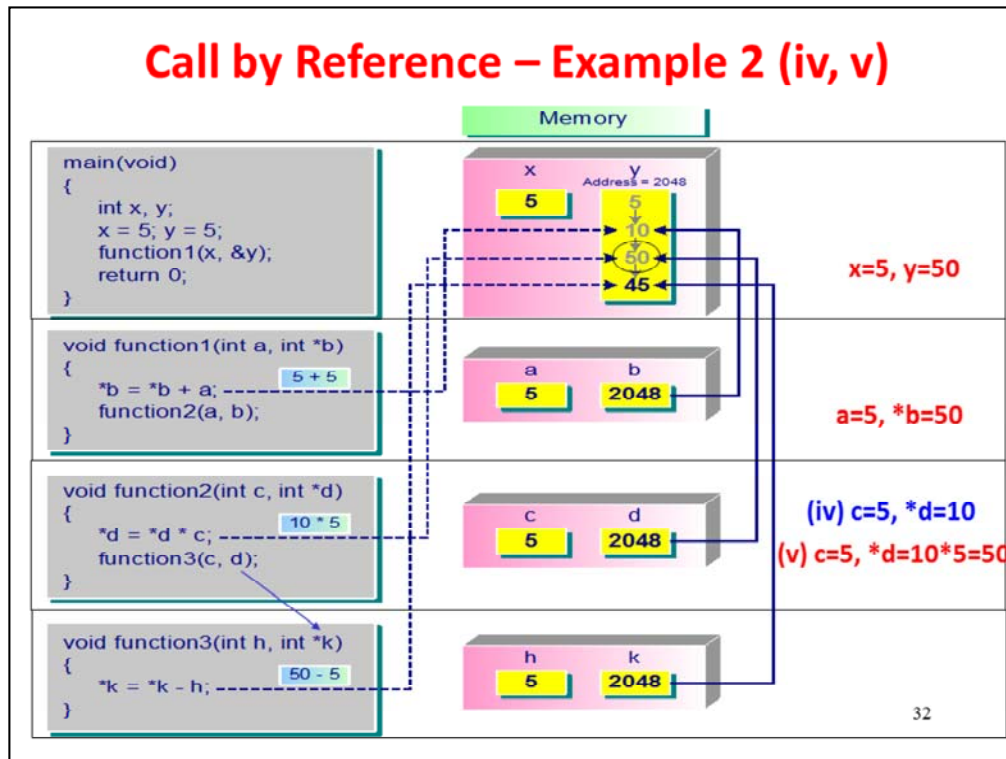 Call by Reference – Example 2 (iv, v)
Memory
main(void)
{
int x, y;
x = 5; y = 5;
function1(x, &y);
return 0;
}
x
y
Address = 2048
5
5
10
50
45
x=5, y=50
void function1(int a, int *b)
{
*b = *b + a;
5 + 5
function2(a, b);
}
a
b
5
2048
a=5, *b=50
void function2(int c, int *d)
{
*d = *d * c;
10 * 5
function3(c, d);
}
c
d
5
2048
(iv) c=5, *d=10
(v) c=5, *d=10*5=50
void function3(int h, int *k)
{
*k = *k - h;
50 - 5
}
h
k
5
2048
32